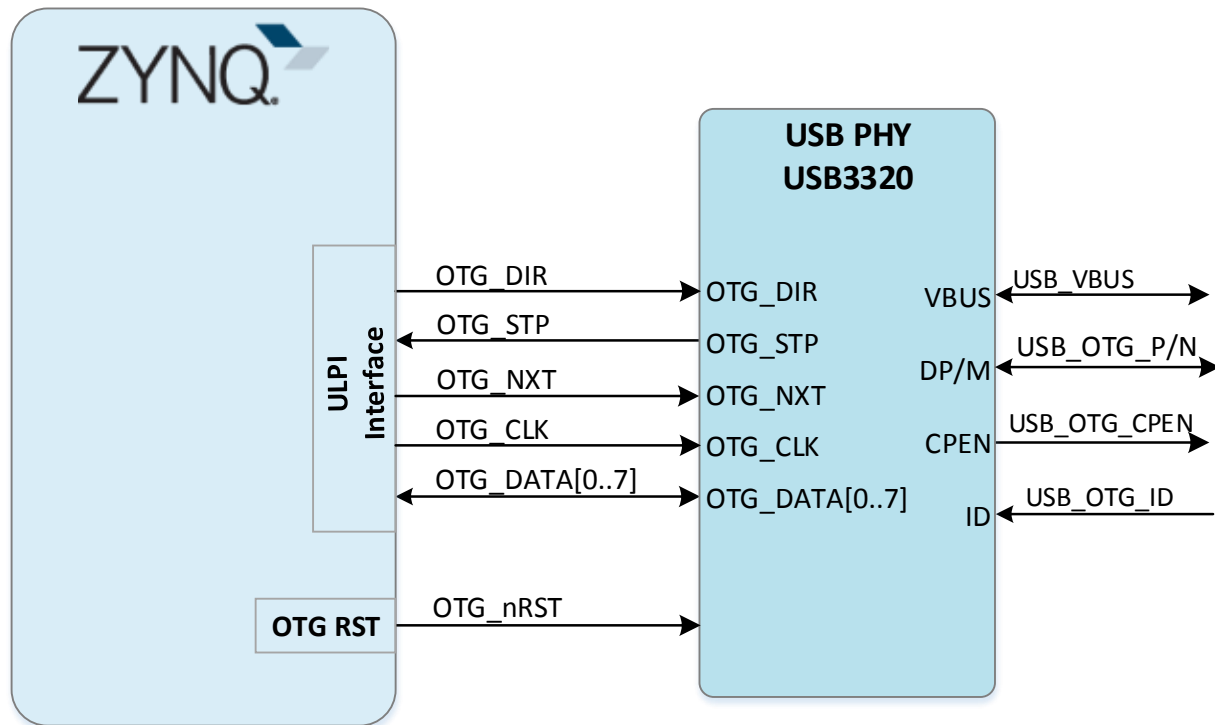 ZYNQ.
USB PHY
USB3320
ULPI
Interface
OTG_DIR
OTG_STP
OTG_NXT
OTG_CLK
OTG_DATA[0..7]
OTG_DIR
OTG_STP
OTG_NXT
OTG_CLK
OTG_DATA[0..7]
VBUS
DP/M
CPEN
ID
USB_VBUS
USB_OTG_P/N
USB_OTG_CPEN
USB_OTG_ID
OTG RST
OTG_nRST